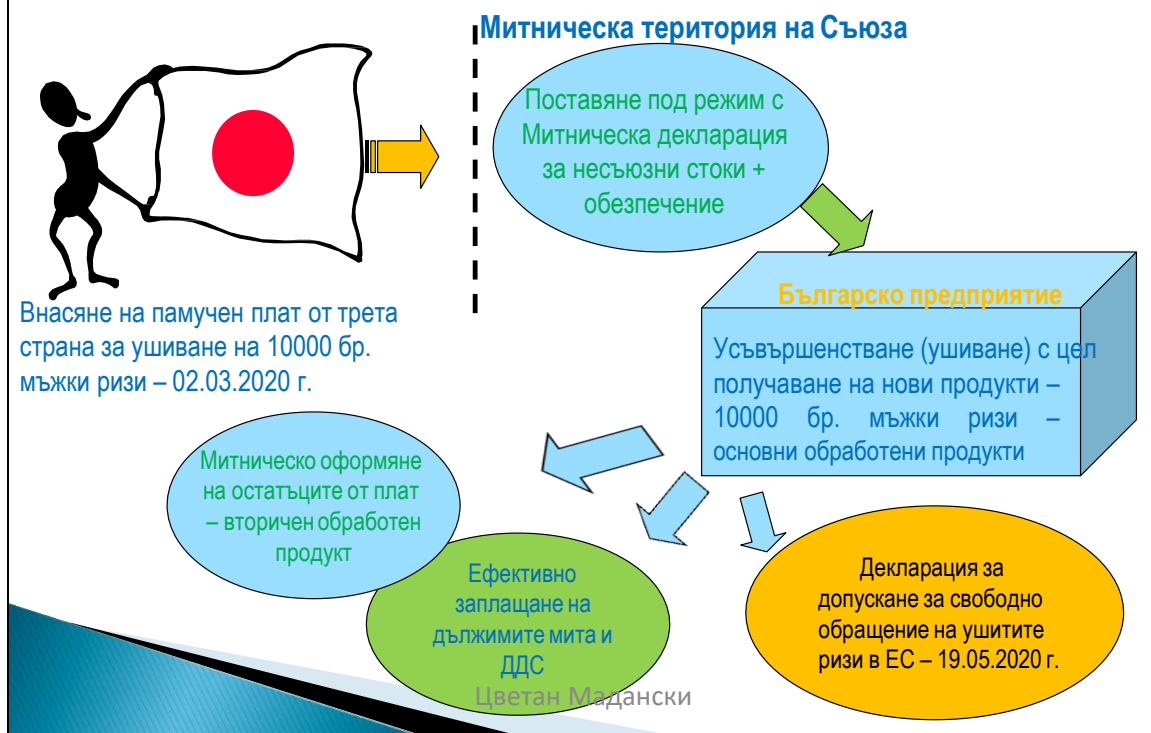 Митническа територия на Съюза
Поставяне под режим с
Митническа декларация
за несъюзни стоки +
обезпечение
Внасяне на памучен плат от трета
страна за ушиване на 10000 бр.
мъжки ризи – 02.03.2020 г.
Българско предприятие
Усъвършенстване (ушиване) с цел
получаване на нови продукти –
10000 бр. мъжки ризи –
основни обработени продукти
Митническо оформяне
на остатъците от плат
– вторичен обработен
продукт
Ефективно
заплащане на
дължимите мита и
ДДС
Декларация за
допускане за свободно
обращение на ушитите
ризи в ЕС – 19.05.2020 г.
Цветан Мадански